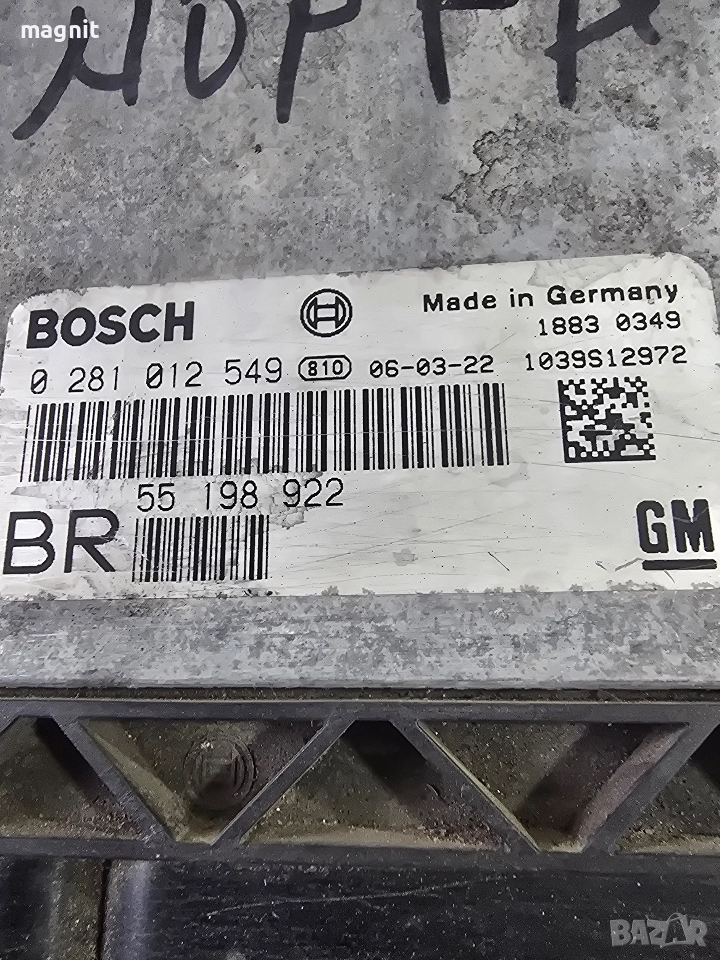 magnit
BOSCH
Made in Germany
1883 0349
0 281 012 549 810 06-03-22 1039S12972
55 198 922
BR
GM
BAZAR